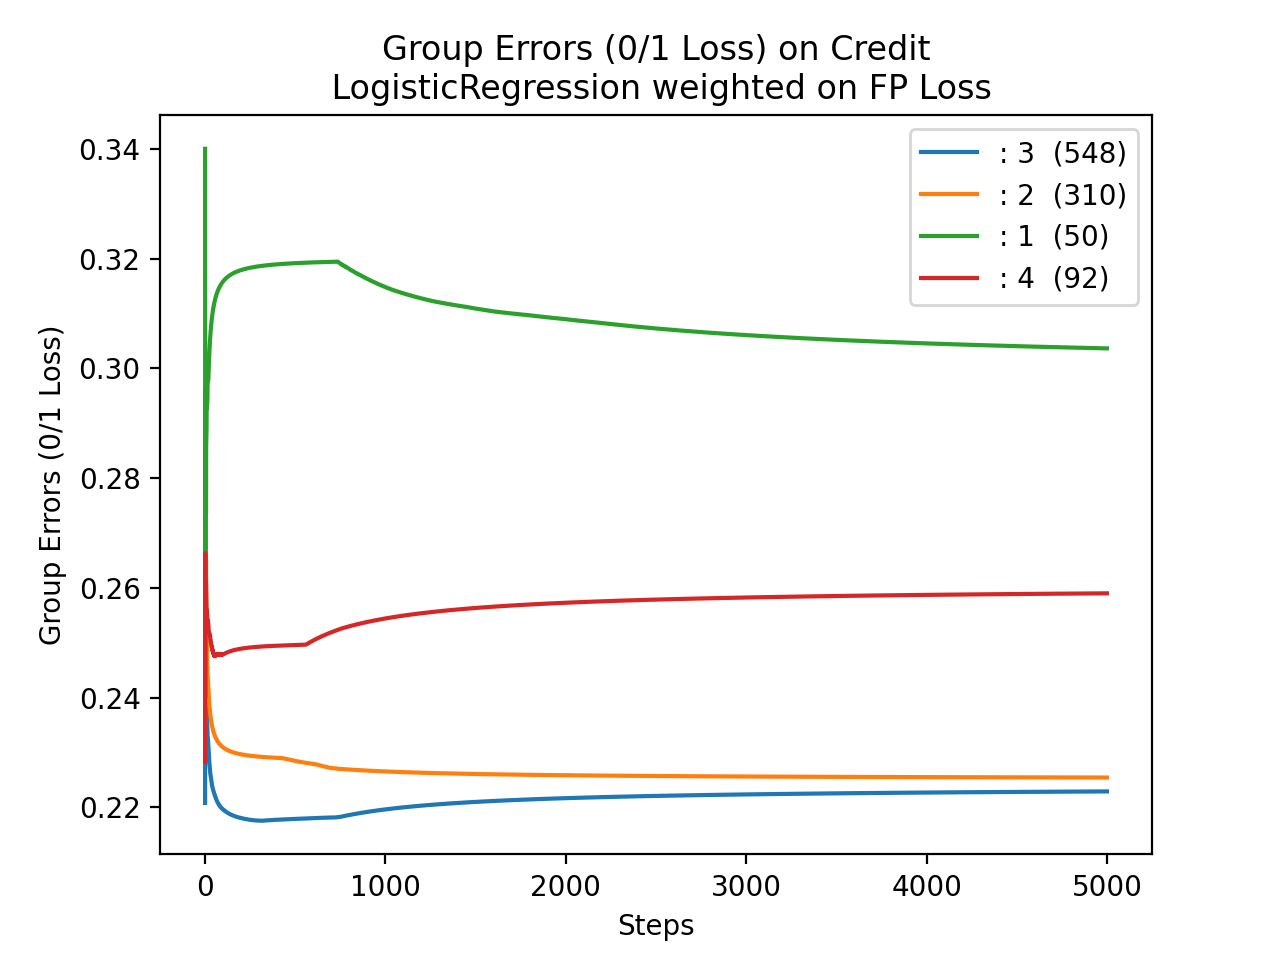 Group Errors (0/1 Loss) on Credit
LogisticRegression weighted on FP Loss
Group Errors (0/1 Loss)
0.34
0.32
0.30
0.28
0.26
0.24
0.22
: 3 (548)
: 2 (310)
: 1 (50)
: 4 (92)
0 1000 2000 3000 4000 5000
Steps